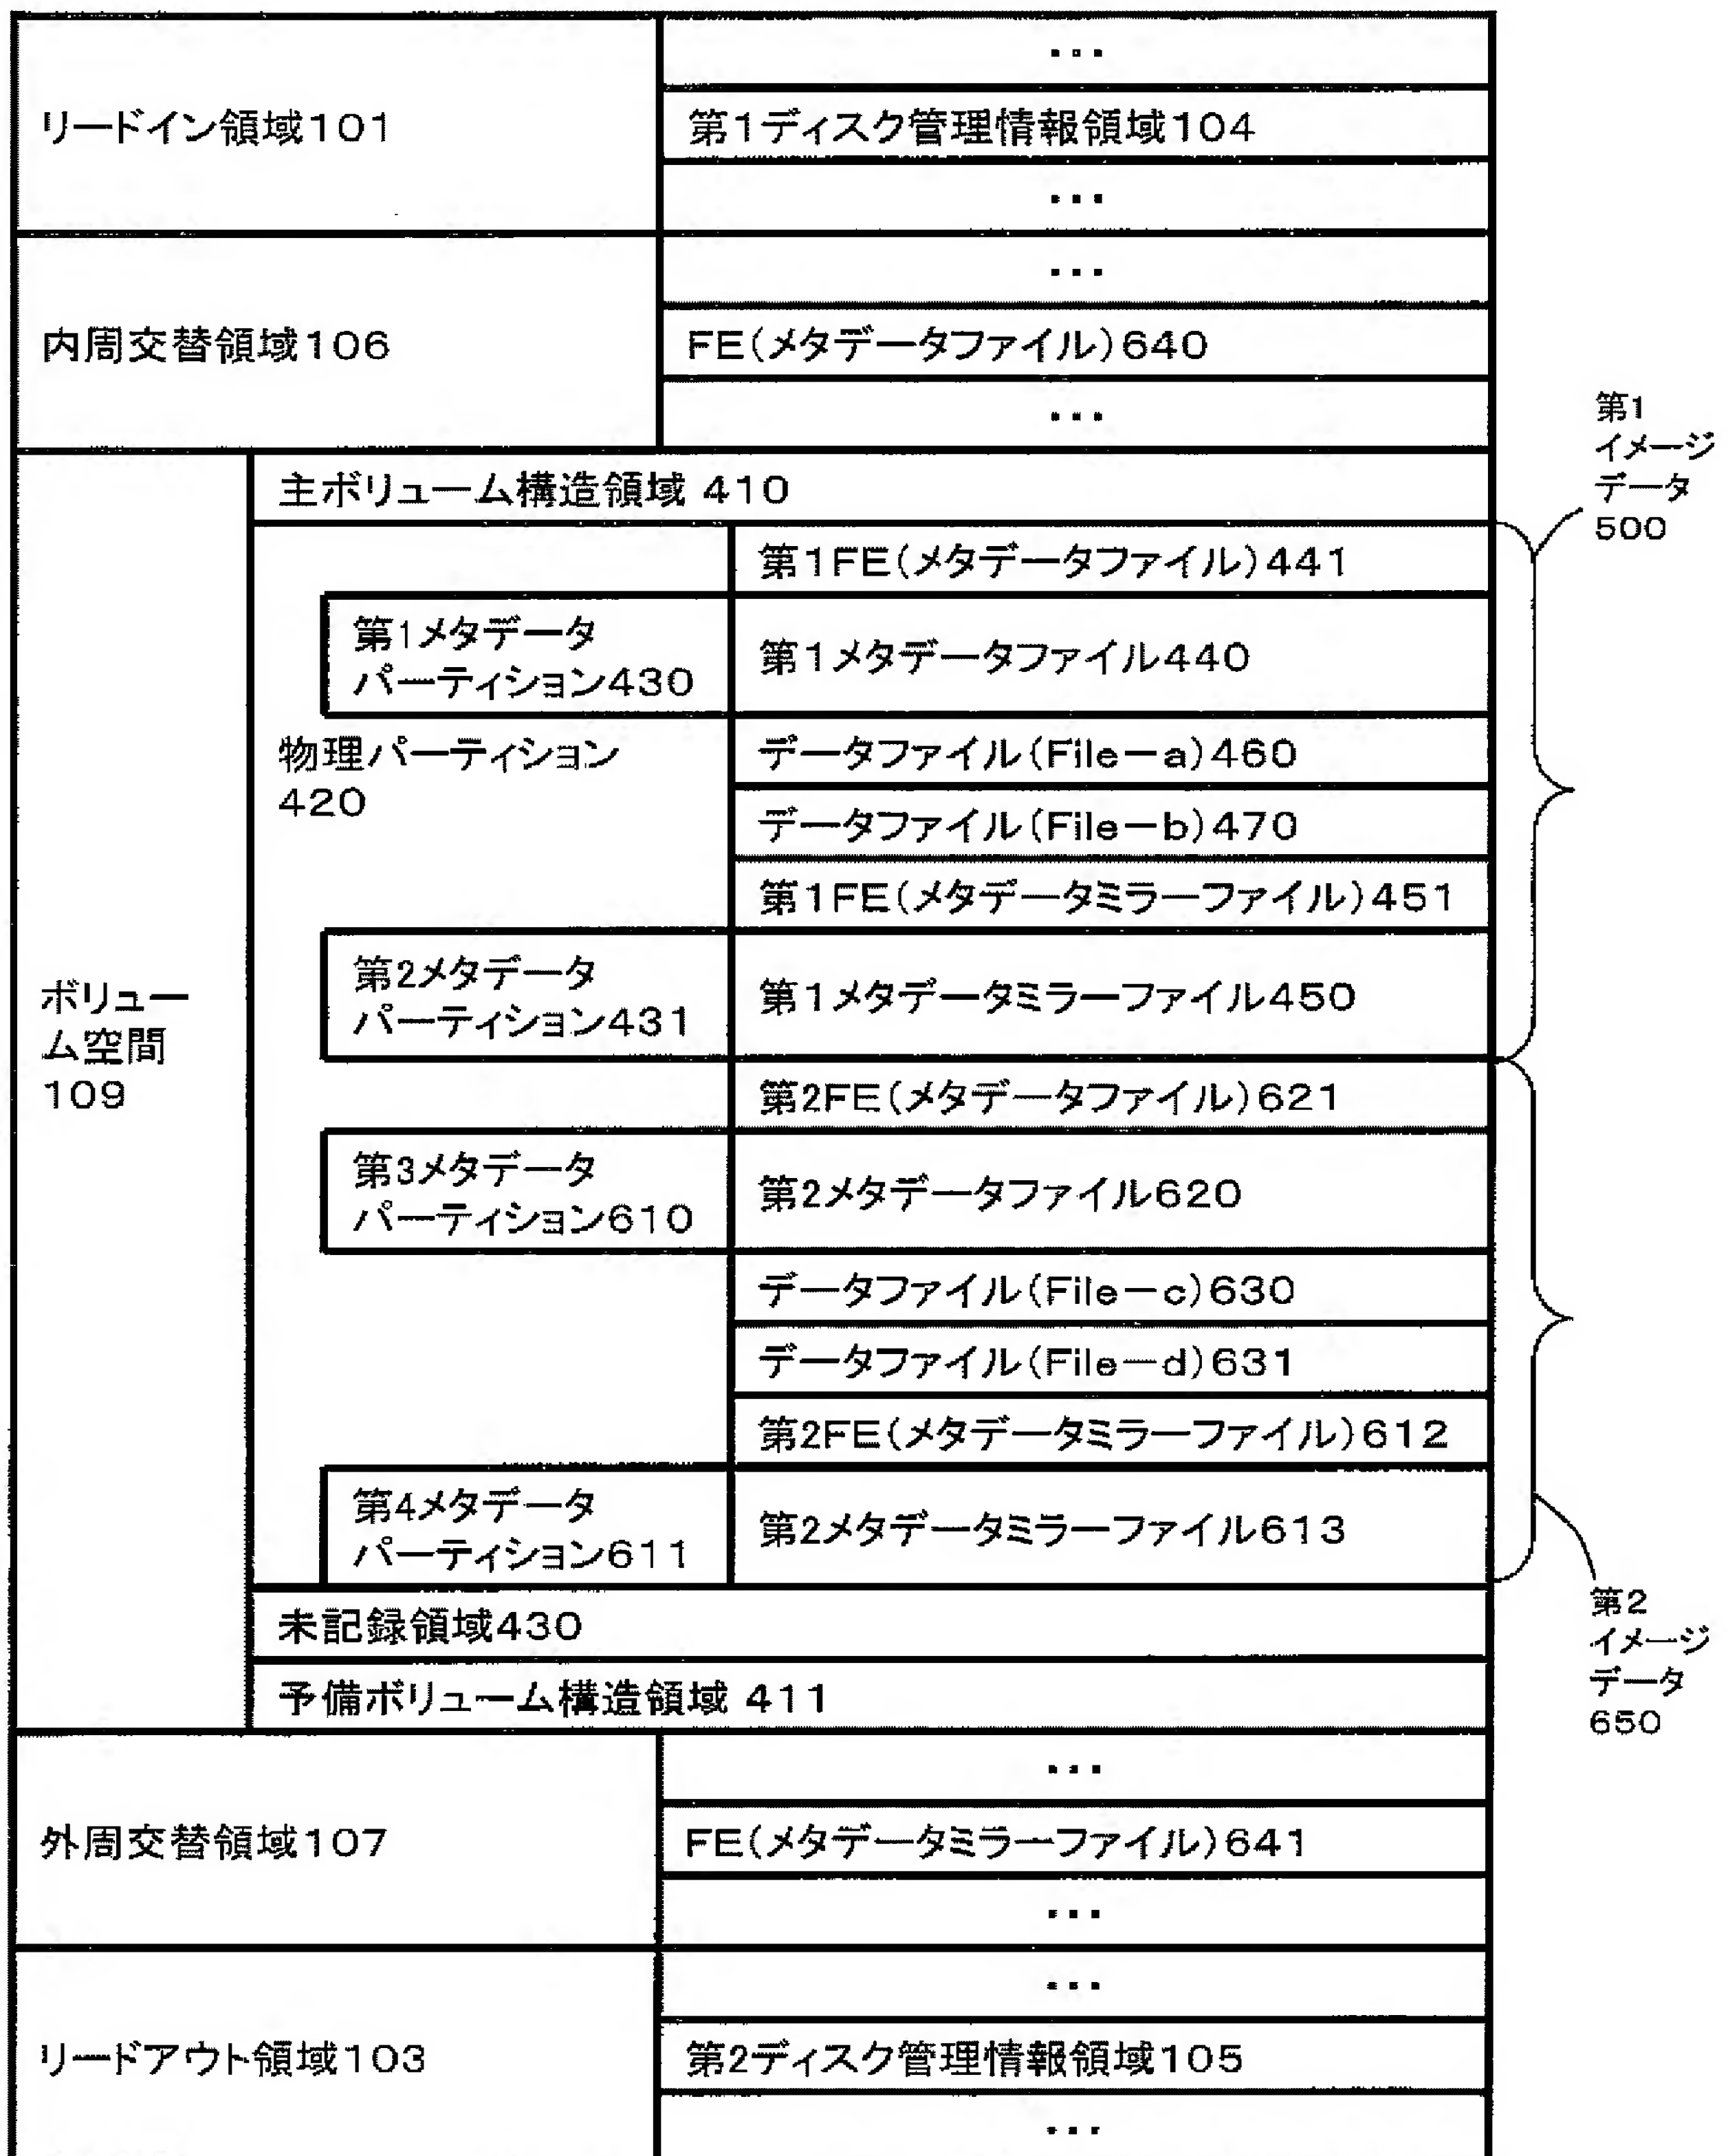 ...
リードイン領域101
第1ディスク管理情報領域104
...
...
内周交替領域106
FE(メタデータファイル)640
...
第1
イメージ
データ
500
主ボリューム構造領域 410
第1FE(メタデータファイル)441
第1メタデータ
パーティション430
第1メタデータファイル440
物理パーティション
420
データファイル(File－a)460
データファイル(File－b)470
第1FE(メタデータミラーファイル)451
第2メタデータ
パーティション431
第1メタデータミラーファイル450
ボリュー
ム空間
109
第2FE(メタデータファイル)621
第3メタデータ
パーティション610
第2メタデータファイル620
データファイル(File－c)630
データファイル(File－d)631
第2FE(メタデータミラーファイル)612
第4メタデータ
パーティション611
第2メタデータミラーファイル613
第2
イメージ
データ
650
未記録領域430
予備ボリューム構造領域 411
...
外周交替領域107
FE(メタデータミラーファイル)641
...
...
リードアウト領域103
第2ディスク管理情報領域105
...